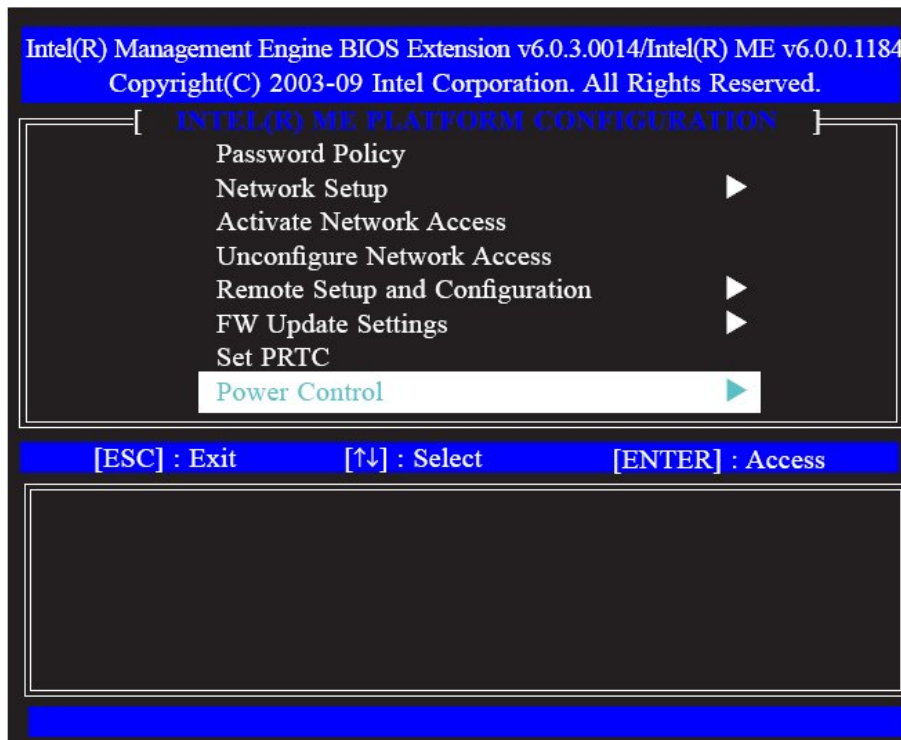 Intel(R) Management Engine BIOS Extension v6.0.3.0014/Intel(R) ME v6.0.0.1184
Copyright(C) 2003-09 Intel Corporation. All Rights Reserved.
[ INTEL(R) ME PLATFORM CONFIGURATION ]
Password Policy
Network Setup ▶
Activate Network Access
Unconfigure Network Access
Remote Setup and Configuration ▶
FW Update Settings ▶
Set PRTC
Power Control ▶
[ESC] : Exit [↑↓] : Select [ENTER] : Access